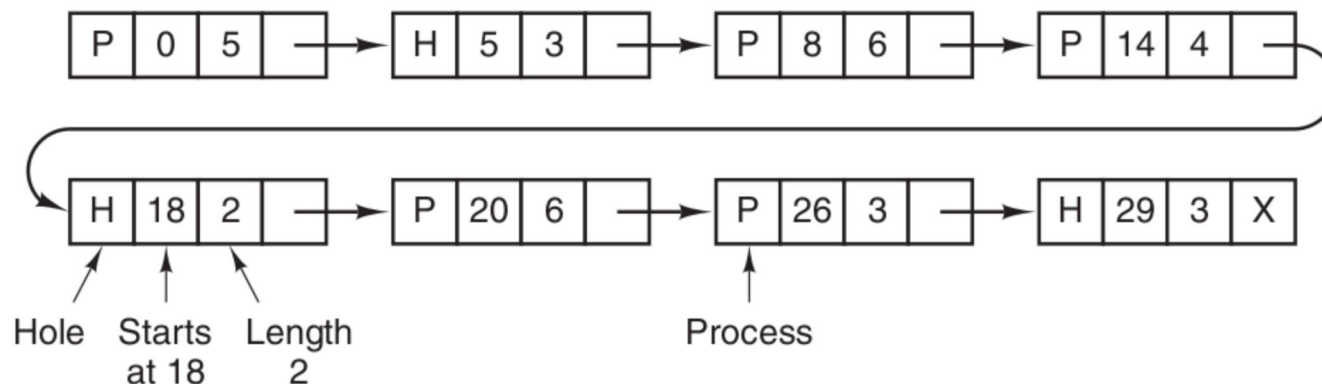 P 0 5 H 5 3 P 8 6 P 14 4
H 18 2 P 20 6 P 26 3 H 29 3 X
Hole Starts Length Process
at 18 2